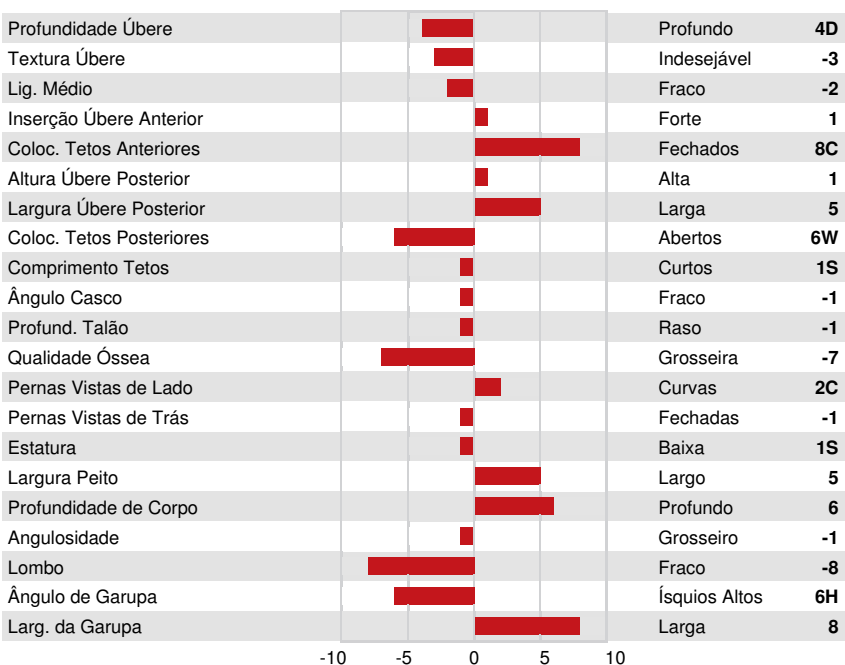 Profundidade Úbere Profundo 4D
Textura Úbere Indesejável -3
Lig. Médio Fraco -2
Inserção Úbere Anterior Forte 1
Coloc. Tetos Anteriores Fechados 8C
Altura Úbere Posterior Alta 1
Largura Úbere Posterior Larga 5
Coloc. Tetos Posteriores Abertos 6W
Comprimento Tetos Curtos 1S
Ângulo Casco Fraco -1
Profund. Talão Raso -1
Qualidade Óssea Grosseira -7
Pernas Vistas de Lado Curvas 2C
Pernas Vistas de Trás Fechadas -1
Estatura Baixa 1S
Largura Peito Largo 5
Profundidade de Corpo Profundo 6
Angulosidade Grosseiro -1
Lombo Fraco -8
Ângulo de Garupa Ísquios Altos 6H
Larg. da Garupa Larga 8
-10 -5 0 5 10